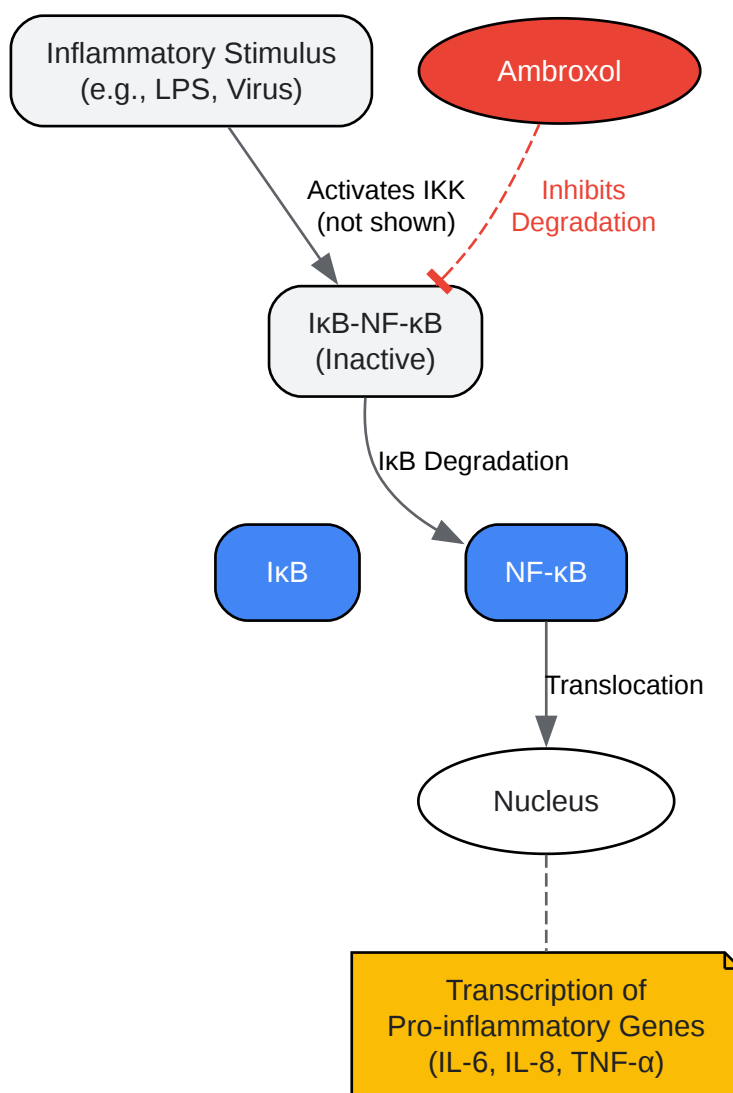 Inflammatory Stimulus
(e.g., LPS, Virus)
Ambroxol
Activates IKK
(not shown)
Inhibits
Degradation
IκB-NF-κB
(Inactive)
IκB Degradation
IκB
NF-κB
Translocation
Nucleus
Transcription of
Pro-inflammatory Genes
(IL-6, IL-8, TNF-α)